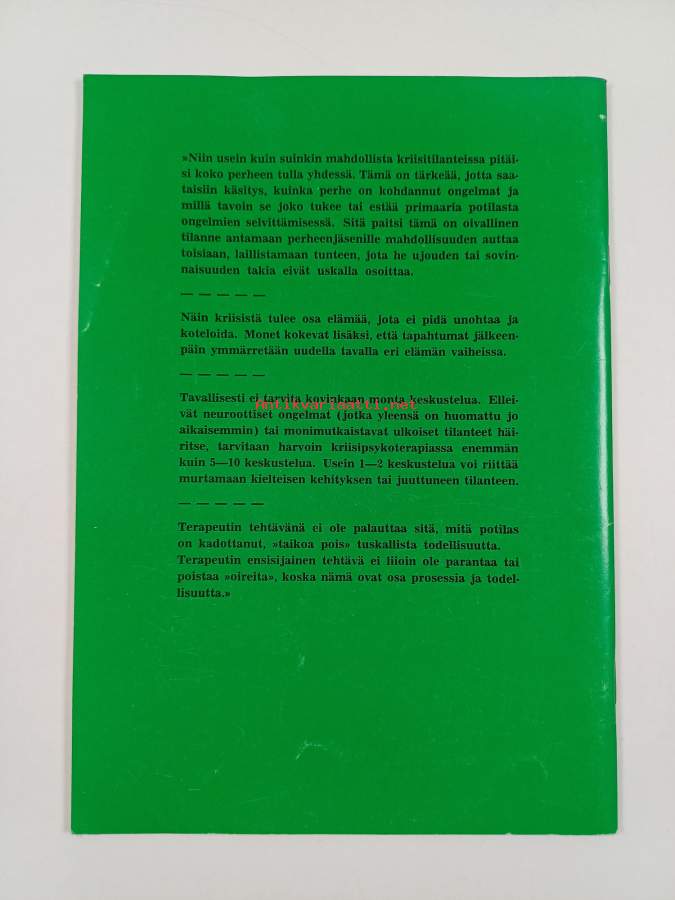 »Niin usein kuin suinkin mahdollista kriisitilanteissa pitäi-
si koko perheen tulla yhdessä. Tämä on tärkeää, jotta saa-
taisiin käsitys, kuinka perhe on kohdannut ongelmat ja
millä tavoin se joko tukee tai estää primaaria potilasta
ongelmien selvittämisessä. Sitä paitsi tämä on oivallinen
tilanne antamaan perheenjäsenille mahdollisuuden auttaa
toisiaan, laillistamaan tunteen, jota he ujouden tai sovin-
naisuuden takia eivät uskalla osoittaa.
— — — — —
Näin kriisistä tulee osa elämää, jota ei pidä unohtaa ja
koteloida. Monet kokevat lisäksi, että tapahtumat jälkeen-
päin ymmärretään uudella tavalla eri elämän vaiheissa.
— — — — —
Tavallisesti ei tarvita kovinkaan monta keskustelua. Ellei-
Antikvariaatti.net
vät neuroottiset ongelmat (jotka yleensä on huomattu jo
aikaisemmin) tai monimutkaistavat ulkoiset tilanteet häi-
ritse, tarvitaan harvoin kriisipsykoterapiassa enemmän
kuin 5—10 keskustelua. Usein 1—2 keskustelua voi riittää
murtamaan kielteisen kehityksen tai juuttuneen tilanteen.
— — — — —
Terapeutin tehtävänä ei ole palauttaa sitä, mitä potilas
on kadottanut, »taikoa pois» tuskallista todellisuutta.
Terapeutin ensisijainen tehtävä ei liioin ole parantaa tai
poistaa »oireita», koska nämä ovat osa prosessia ja todel-
lisuutta.»